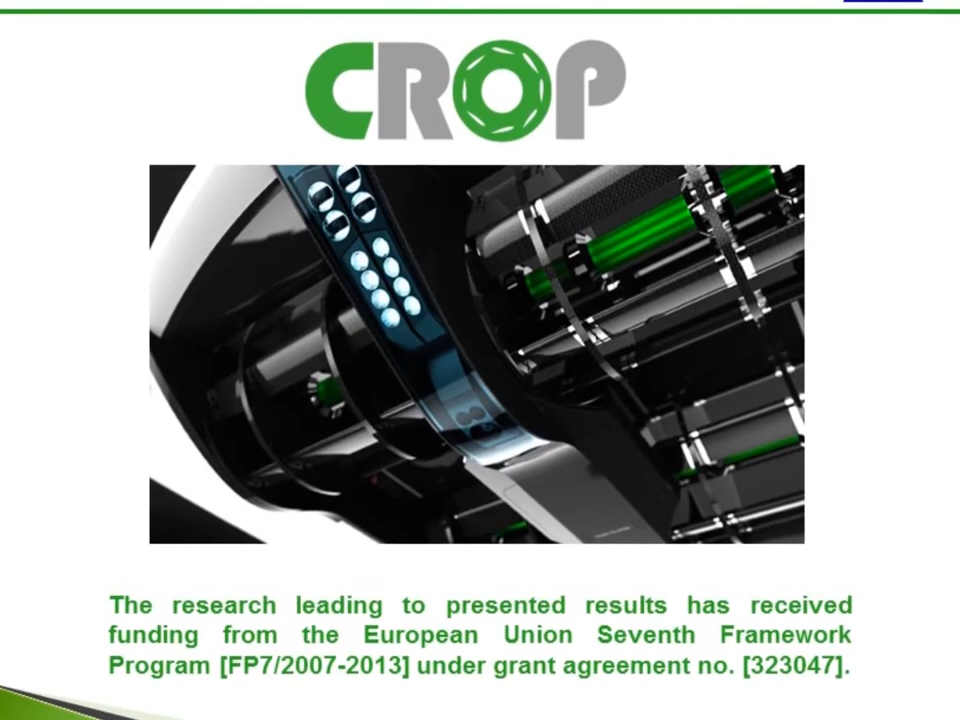 CROP
The research leading to presented results has received
funding from the European Union Seventh Framework
Program [FP7/2007-2013] under grant agreement no. [323047].